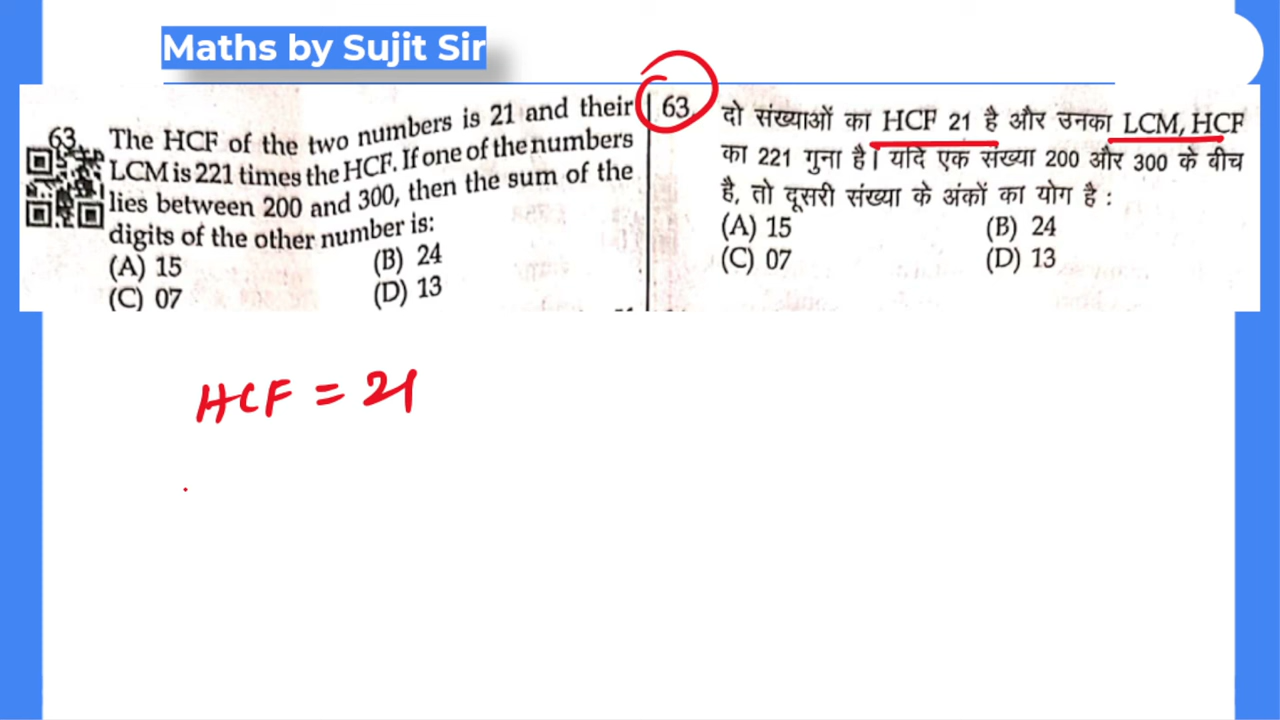 Maths by Sujit Sir
63. The HCF of the two numbers is 21 and their
LCM is 221 times the HCF. If one of the numbers
lies between 200 and 300, then the sum of the
digits of the other number is:
(A) 15 (B) 24
(C) 07 (D) 13
63. दो संख्याओं का HCF 21 है और उनका LCM, HCF
का 221 गुना है। यदि एक संख्या 200 और 300 के बीच
है, तो दूसरी संख्या के अंकों का योग है :
(A) 15 (B) 24
(C) 07 (D) 13
HCF = 21